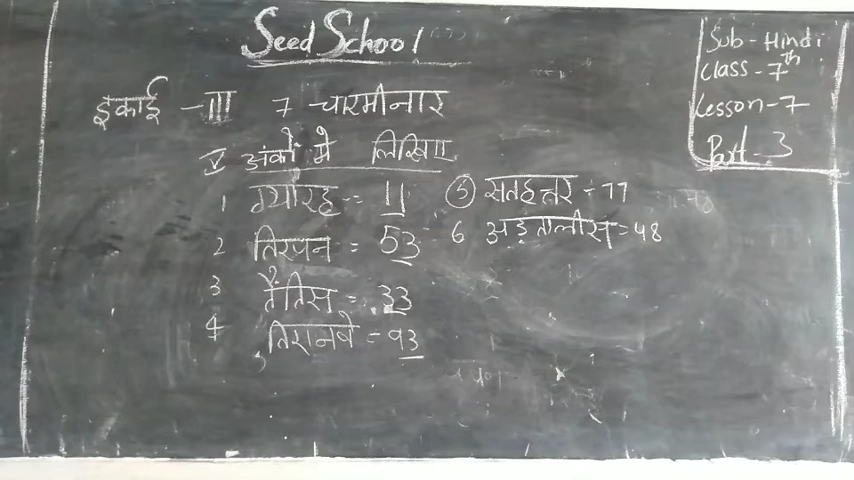 Seed School
Sub - Hindi
Class - 7th
Lesson - 7
Part - 3
इकाई - III 7 - चारमीनार
V अंकों में लिखिए
1 ग्यारह = 11
2 तिरपन = 53
3 तैंतिस = 33
4 तिरानवे = 93
5 सतहत्तर = 77
6 अड़तालीस = 48